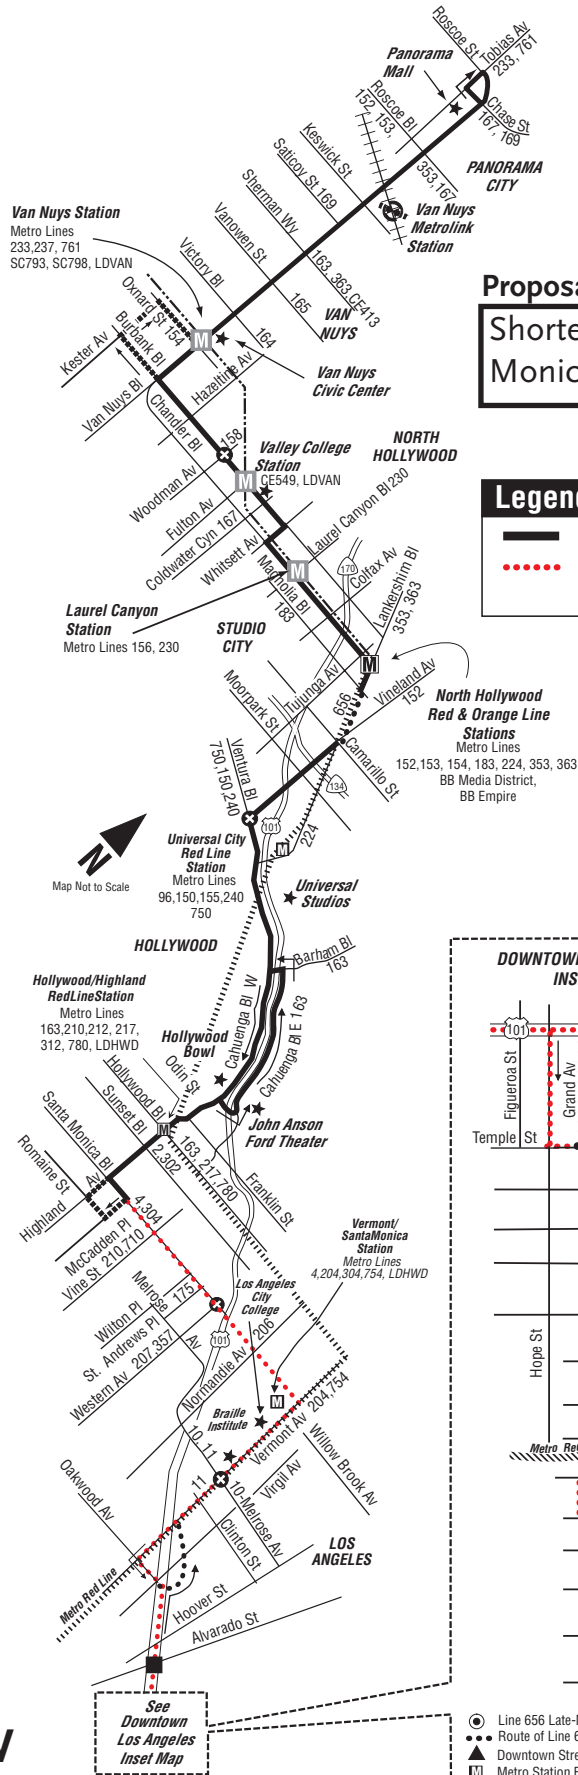 Roscoe St
Tobias Av
233, 761
Panorama
Mall
Chase St
167, 169
Roscoe Bl
152, 153,
353,167
PANORAMA
CITY
Keswick St
Saticoy St 169
Van Nuys
Metrolink
Station
Sherman Wy
163, 363,CE413
Vanowen St
165
Victory Bl
164
VAN
NUYS
Van Nuys Station
Metro Lines
233,237, 761
SC793, SC798, LDVAN
Oxnard St 154
Burbank Bl
Kester Av
Van Nuys Bl
Hazeltine Av
Van Nuys
Civic Center
Proposa
Shorte
Monic
Chandler Bl
158
Woodman Av
Valley College
Station
CE549, LDVAN
NORTH
HOLLYWOOD
Fulton Av
Coldwater Cyn 167
Whitsett Av
Laurel Canyon Bl 230
Legend
170
Colfax Av
Lankershim Bl
353, 363
Magnolia Bl
183
Laurel Canyon
Station
Metro Lines 156, 230
STUDIO
CITY
Tujunga Av
656
Vineland Av
152
North Hollywood
Red & Orange Line
Stations
Metro Lines
152,153, 154, 183, 224, 353, 363
BB Media District,
BB Empire
Moorpark St
Camarillo St
134
Ventura Bl
750,150,240
101
224
N
Map Not to Scale
Universal City
Red Line
Station
Metro Lines
96,150,155,240
750
Universal
Studios
HOLLYWOOD
Barham Bl
163
Cahuenga Bl W
Cahuenga Bl E 163
Hollywood/Highland
RedLineStation
Metro Lines
163,210,212, 217,
312, 780, LDHWD
Hollywood
Bowl
Odin St
John Anson
Ford Theater
Hollywood Bl
163, 217,780
Sunset Bl
2,302
Santa Monica Bl
4,304
Romaine St
Highland Av
Franklin St
McCadden Pl
Vine St 210,710
Vermont/
SantaMonica
Station
Metro Lines
4,204,304,754, LDHWD
Los Angeles
City
College
Melrose Av
Wilton Pl
175
St. Andrews Pl
Western Av 207,357
101
Normandie Av 206
Braille
Institute
10, 11
Vermont Av 204,754
Willow Brook Av
Virgil Av
10-Melrose Av
11
Clinton St
Oakwood Av
LOS
ANGELES
Metro Red Line
Hoover St
Alvarado St
See
Downtown
Los Angeles
Inset Map
DOWNTOWN
INS
101
Figueroa St
Grand Av
Temple St
Hope St
Metro Re
Line 656 Late-
Route of Line 6
Downtown Stre
Metro Station